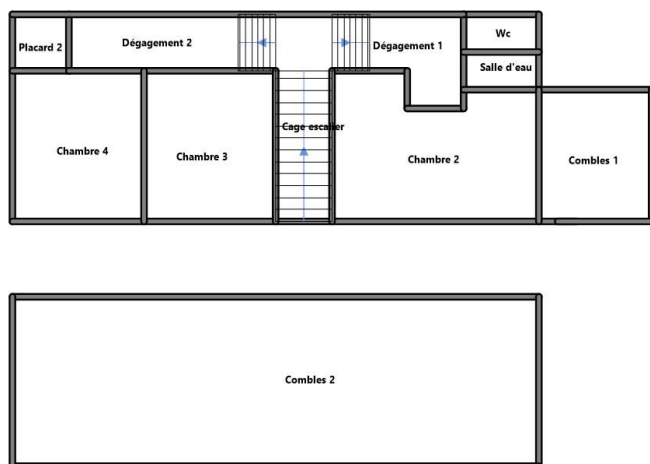 Placard 2
Dégagement 2
Dégagement 1
Wc
Salle d'eau
Cage escalier
Chambre 4
Chambre 3
Chambre 2
Combles 1
Combles 2